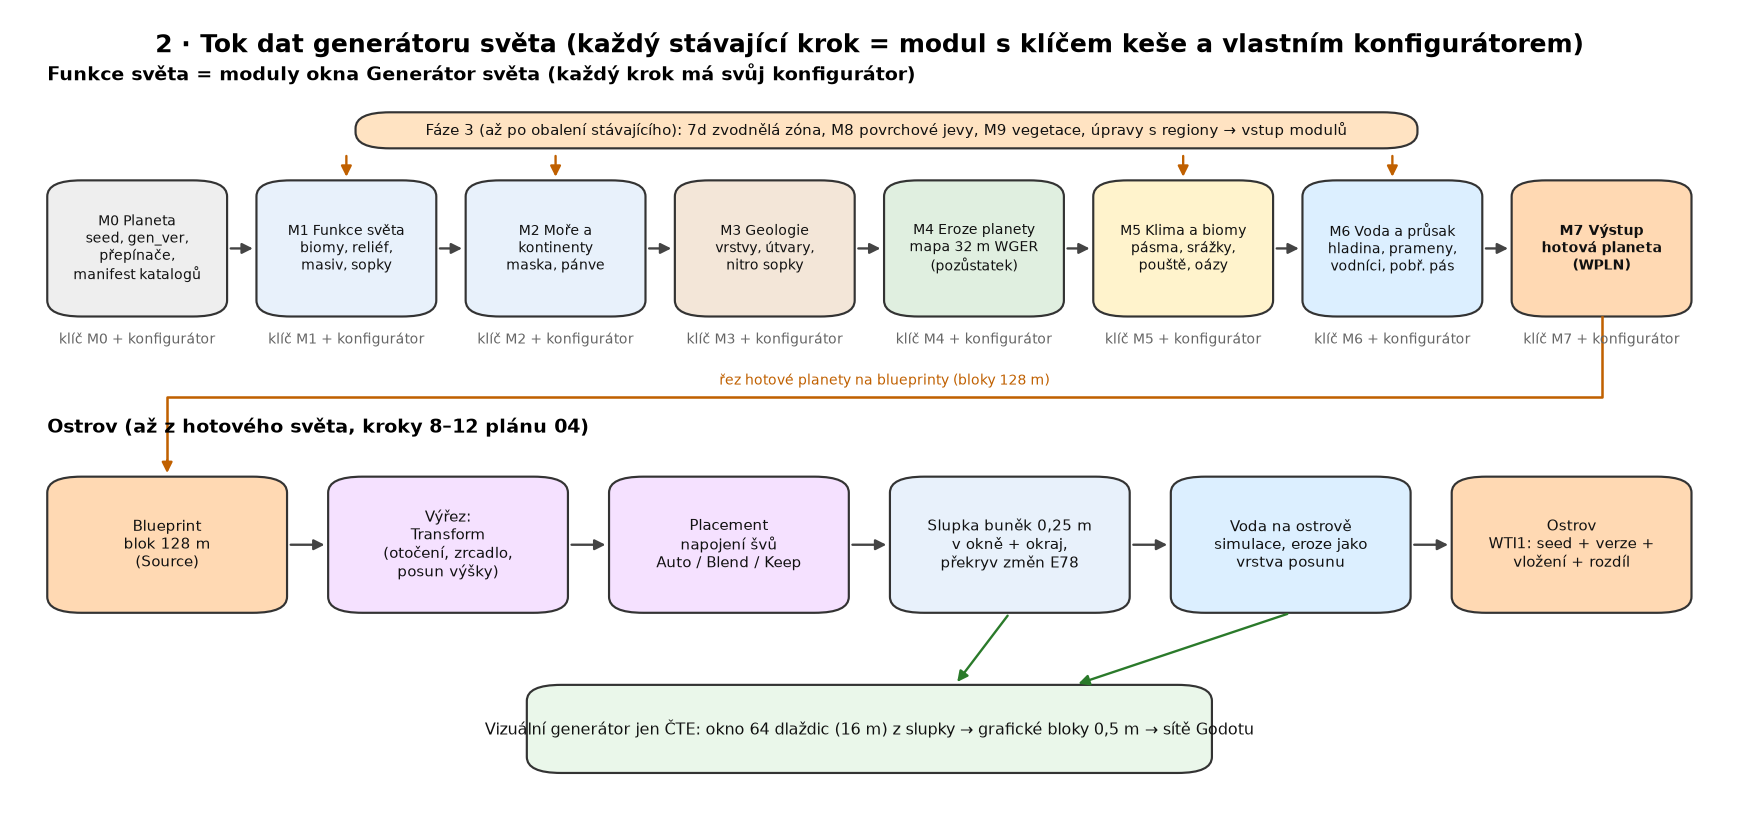 2 · Tok dat generátoru světa (každý stávající krok = modul s klíčem keše a vlastním konfigurátorem)
Funkce světa = moduly okna Generátor světa (každý krok má svůj konfigurátor)
Fáze 3 (až po obalení stávajícího): 7d zvodnělá zóna, M8 povrchové jevy, M9 vegetace, úpravy s regiony → vstup modulů
M0 Planeta
seed, gen_ver,
přepínače,
manifest katalogů
M1 Funkce světa
biomy, reliéf,
masiv, sopky
M2 Moře a
kontinenty
maska, pánve
M3 Geologie
vrstvy, útvary,
nitro sopky
M4 Eroze planety
mapa 32 m WGER
(pozůstatek)
M5 Klima a biomy
pásma, srážky,
pouště, oázy
M6 Voda a průsak
hladina, prameny,
vodníci, pobř. pás
M7 Výstup
hotová planeta
(WPLN)
klíč M0 + konfigurátor
klíč M1 + konfigurátor
klíč M2 + konfigurátor
klíč M3 + konfigurátor
klíč M4 + konfigurátor
klíč M5 + konfigurátor
klíč M6 + konfigurátor
klíč M7 + konfigurátor
řez hotové planety na blueprinty (bloky 128 m)
Ostrov (až z hotového světa, kroky 8–12 plánu 04)
Blueprint
blok 128 m
(Source)
Výřez:
Transform
(otočení, zrcadlo,
posun výšky)
Placement
napojení švů
Auto / Blend / Keep
Slupka buněk 0,25 m
v okně + okraj,
překryv změn E78
Voda na ostrově
simulace, eroze jako
vrstva posunu
Ostrov
WTI1: seed + verze +
vložení + rozdíl
Vizuální generátor jen ČTE: okno 64 dlaždic (16 m) z slupky → grafické bloky 0,5 m → sítě Godotu